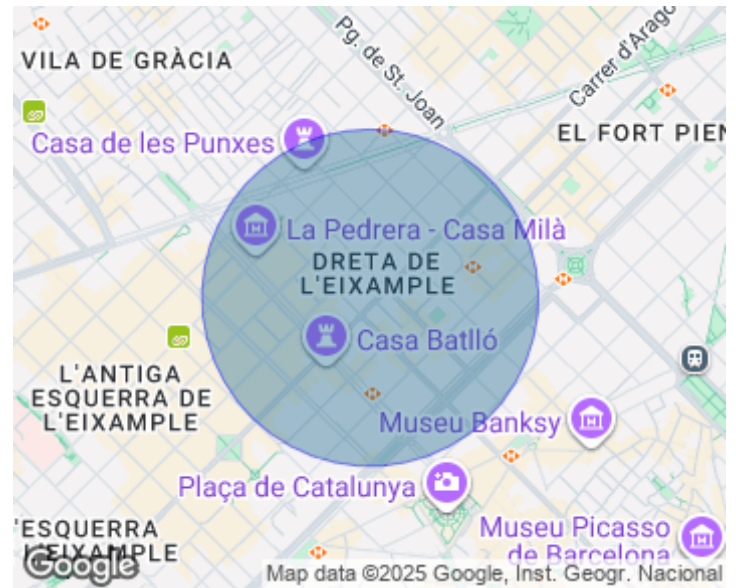 Pg. de St. Joan
Carrer d'Arago
VILA DE GRÀCIA
Casa de les Punxes
EL FORT PIEN
La Pedrera - Casa Milà
DRETA DE
L'EIXAMPLE
Casa Batlló
L'ANTIGA
ESQUERRA DE
L'EIXAMPLE
Museu Banksy
Plaça de Catalunya
'ESQUERRA
L'EIXAMPLE
Museu Picasso
de Barcelona
Google
Map data ©2025 Google, Inst. Geogr. Nacional